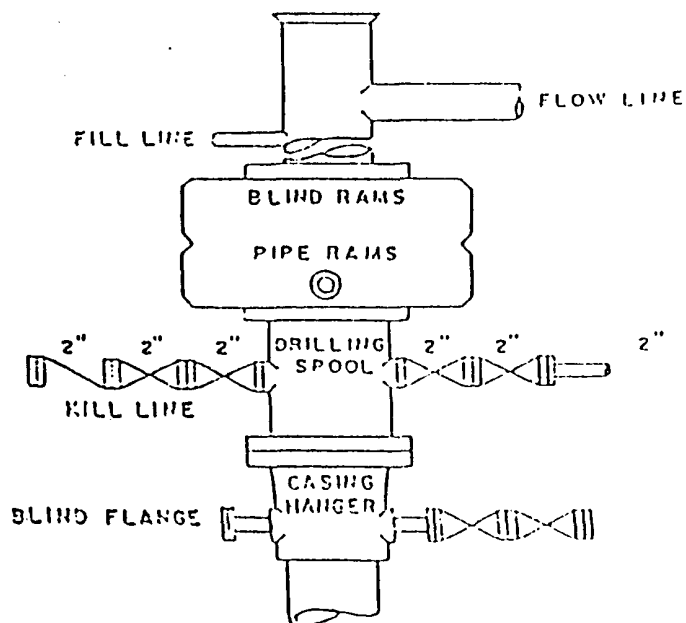 FLOW LINE
FILL LINE
BLIND RAMS
PIPE RAMS
2" 2" 2" DRILLING SPOOL 2" 2" 2"
KILL LINE
CASING HANGER
BLIND FLANGE